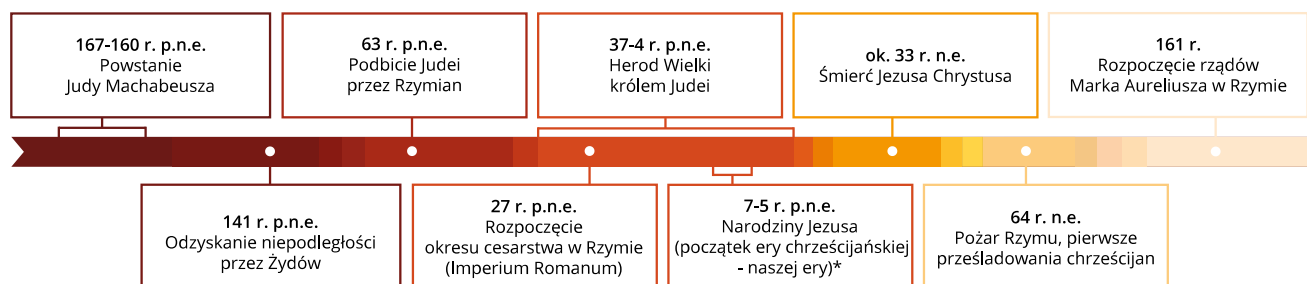 167-160 r. p.n.e.
Powstanie
Judy Machabeusza
63 r. p.n.e.
Podbicie Judei
przez Rzymian
37-4 r. p.n.e.
Herod Wielki
królem Judei
ok. 33 r. n.e.
Śmierć Jezusa Chrystusa
161 r.
Rozpoczęcie rządów
Marka Aureliusza w Rzymie
141 r. p.n.e.
Odzyskanie niepodległości
przez Żydów
27 r. p.n.e.
Rozpoczęcie
okresu cesarstwa w Rzymie
(Imperium Romanum)
7-5 r. p.n.e.
Narodziny Jezusa
(początek ery chrześcijańskiej
- naszej ery)*
64 r. n.e.
Pożar Rzymu, pierwsze
prześladowania chrześcijan